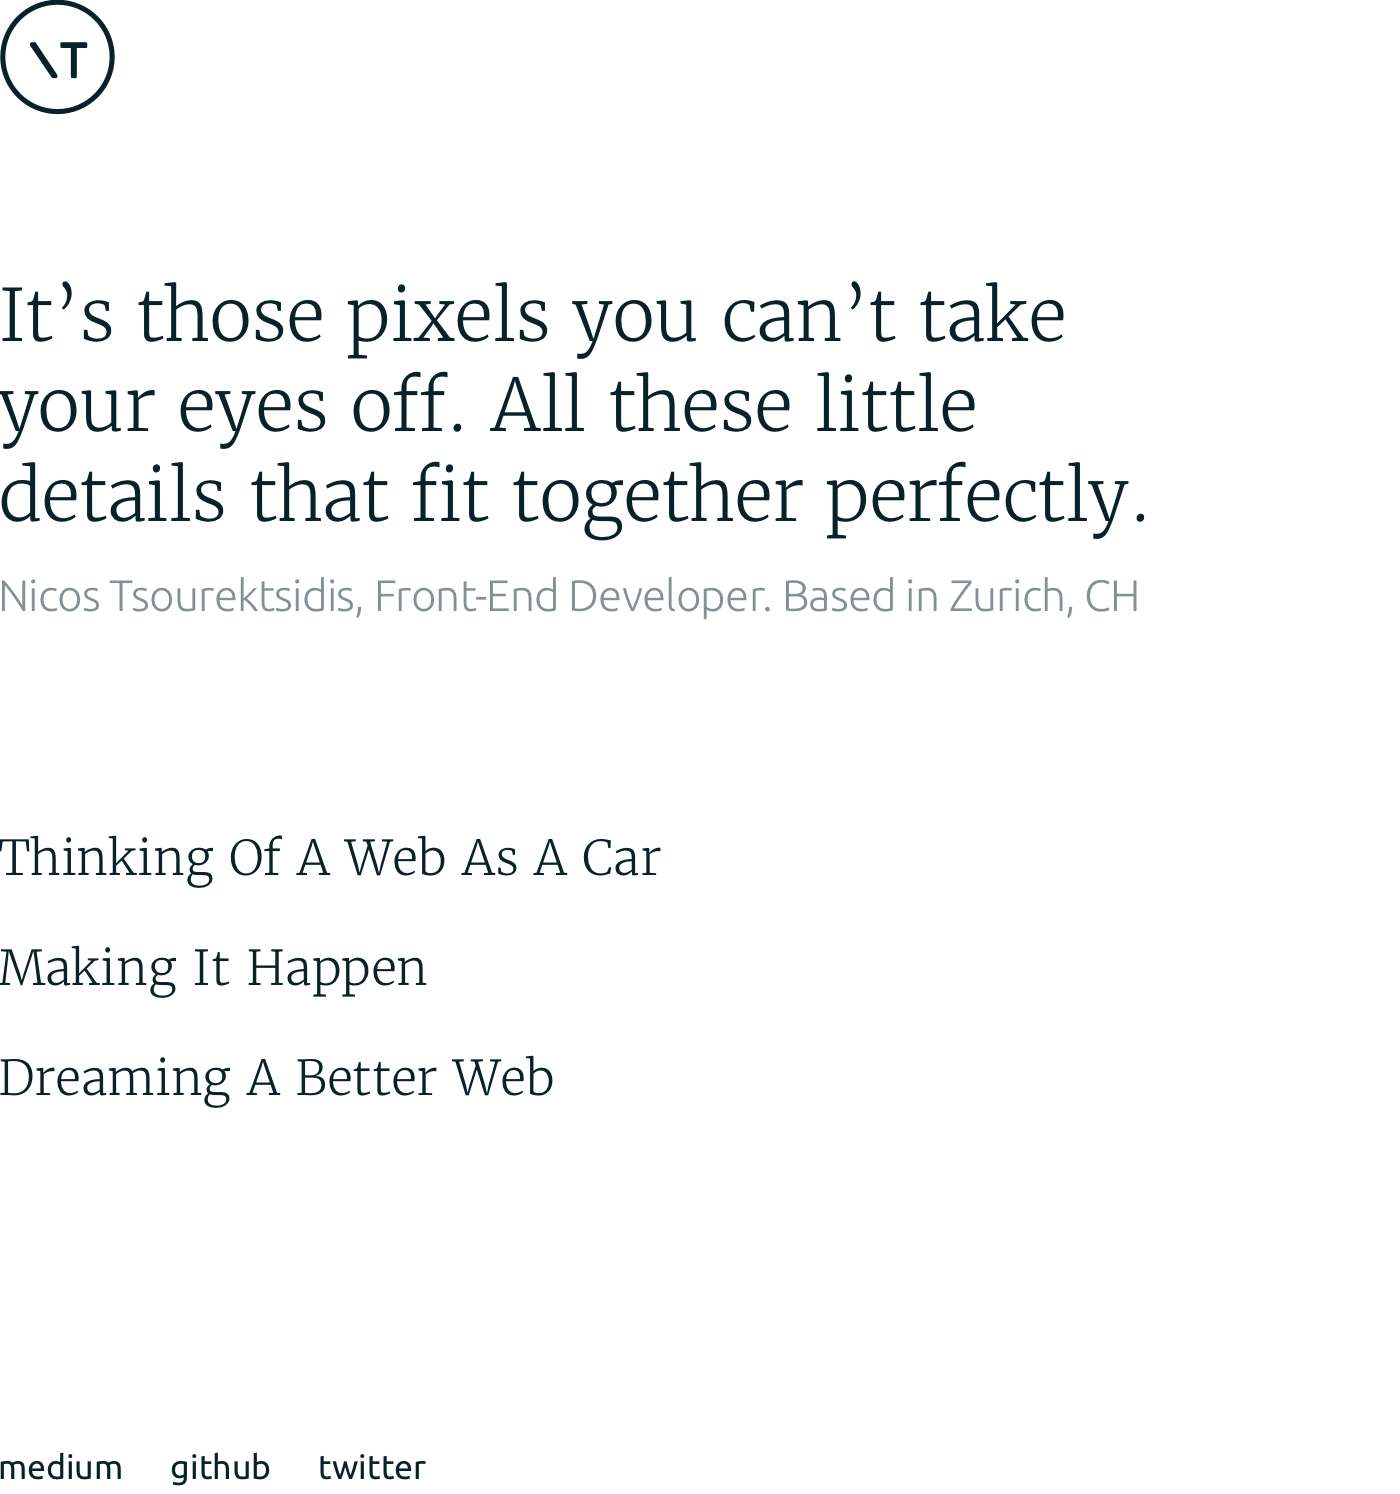 \T
It’s those pixels you can’t take
your eyes off. All these little
details that fit together perfectly.
Nicos Tsourektsidis, Front-End Developer. Based in Zurich, CH
Thinking Of A Web As A Car
Making It Happen
Dreaming A Better Web
medium github twitter